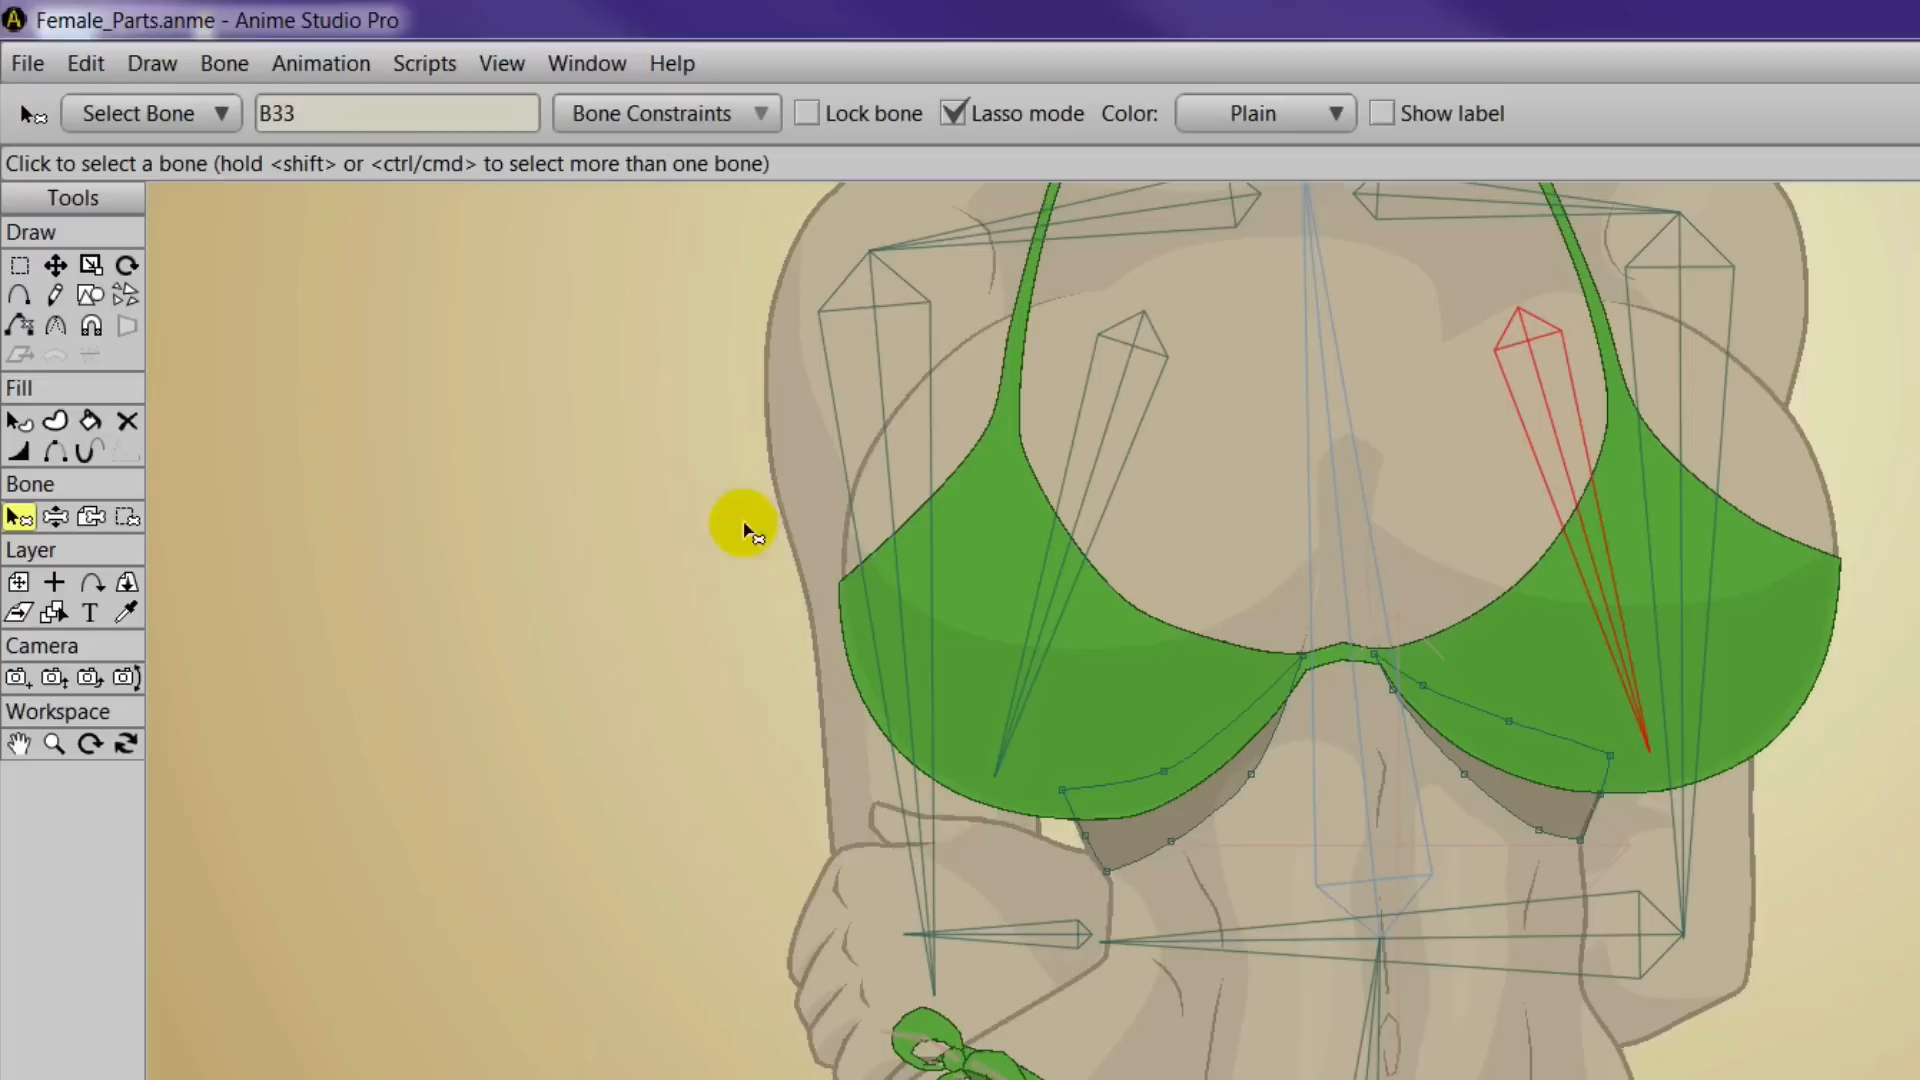 Female_Parts.anme - Anime Studio Pro
File Edit Draw Bone Animation Scripts View Window Help
Select Bone B33 Bone Constraints Lock bone Lasso mode Color: Plain Show label
Click to select a bone (hold <shift> or <ctrl/cmd> to select more than one bone)
Tools
Draw
Fill
Bone
Layer
Camera
Workspace